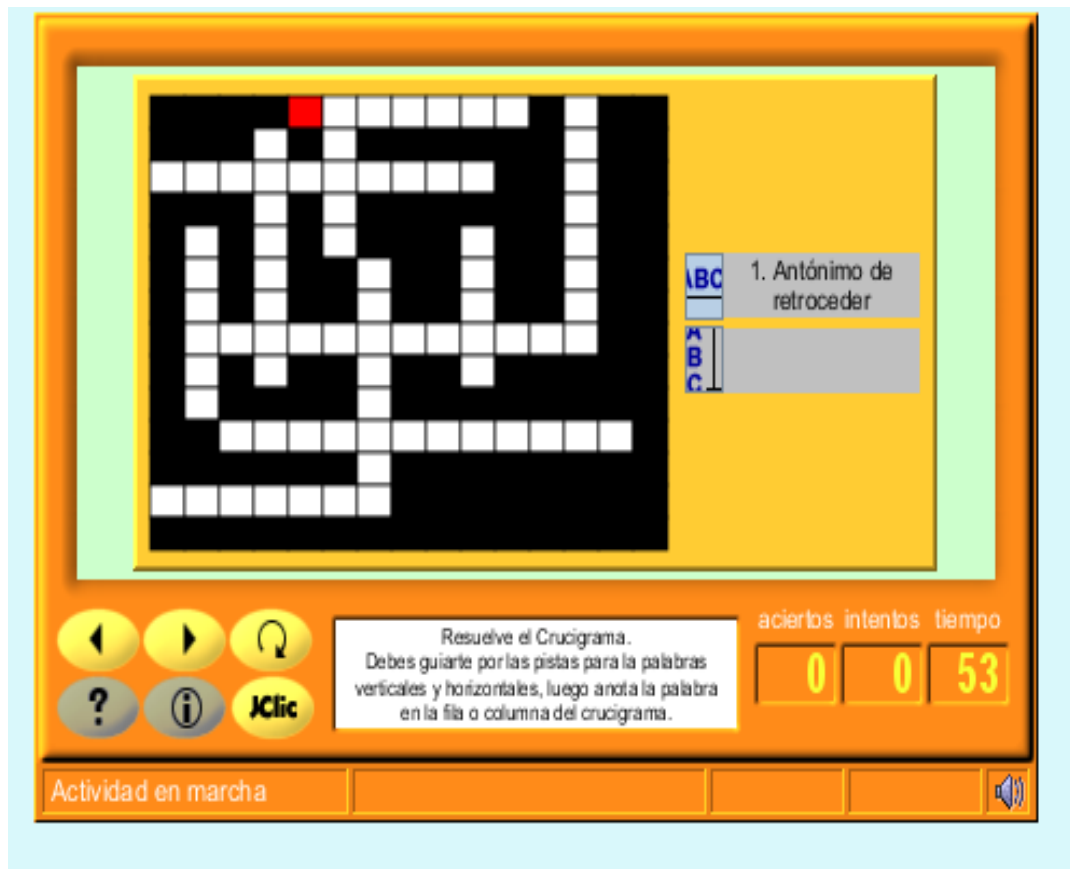 ABC
1. Antónimo de
retroceder
A
B
C
Resuelve el Crucigrama.
Debes guiarte por las pistas para la palabras
verticales y horizontales, luego anota la palabra
en la fila o columna del crucigrama.
aciertos intentos tiempo
0 0 53
?
i
JClic
Actividad en marcha